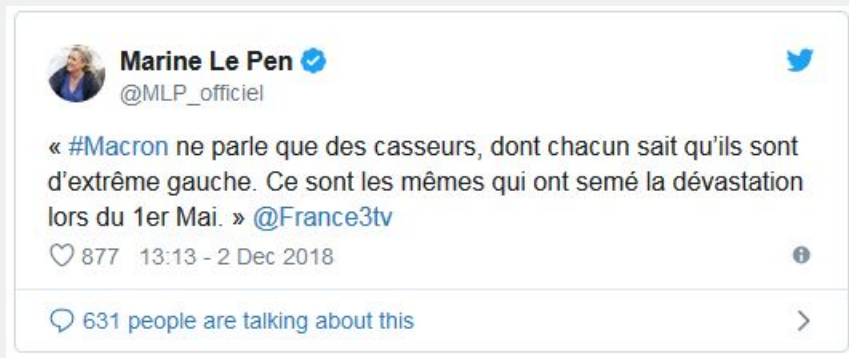 Marine Le Pen
@MLP_officiel
« #Macron ne parle que des casseurs, dont chacun sait qu'ils sont
d'extrême gauche. Ce sont les mêmes qui ont semé la dévastation
lors du 1er Mai. » @France3tv
877 13:13 - 2 Dec 2018
631 people are talking about this